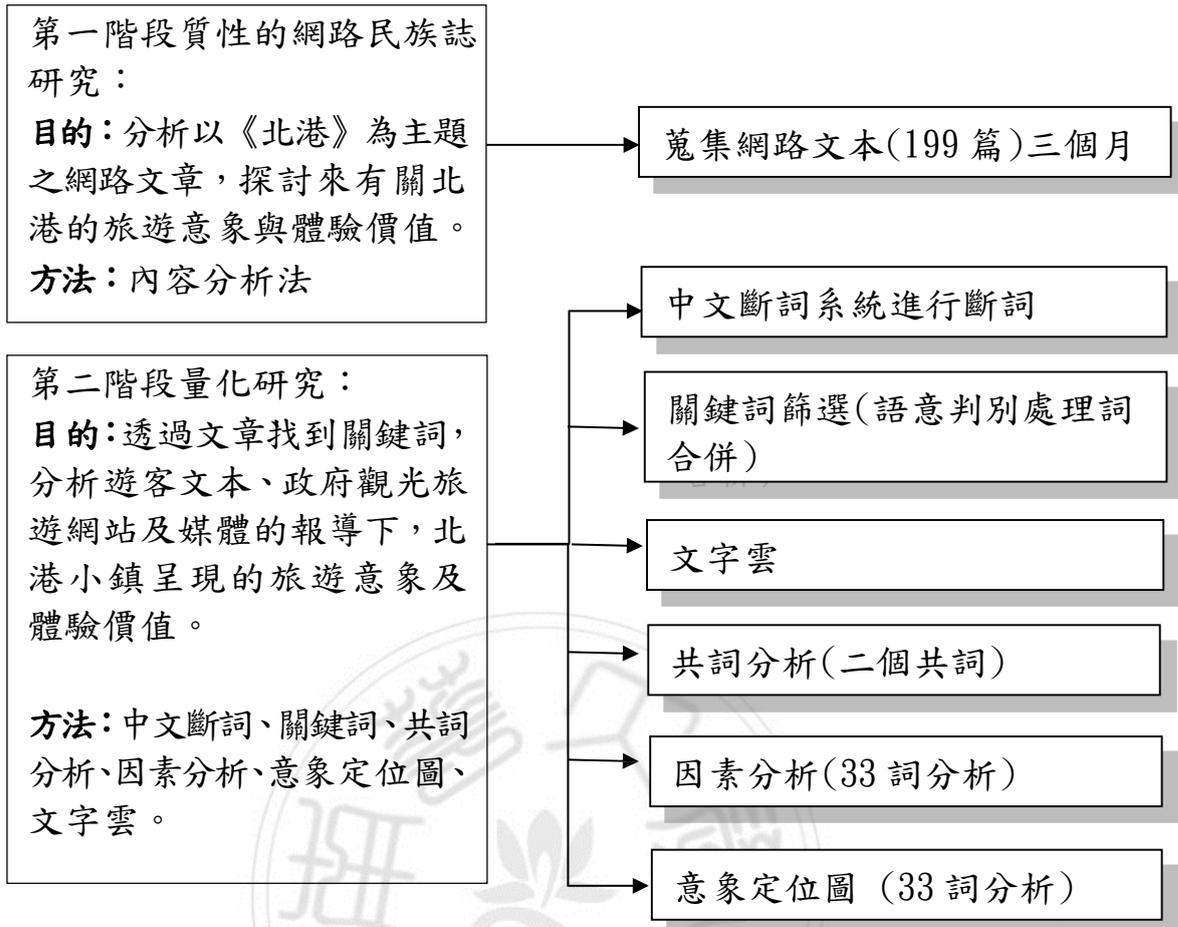 第一階段質性的網路民族誌
研究：
目的：分析以《北港》為主題
之網路文章，探討來有關北
港的旅遊意象與體驗價值。
方法：內容分析法
蒐集網路文本(199 篇)三個月
第二階段量化研究：
目的：透過文章找到關鍵詞，
分析遊客文本、政府觀光旅
遊網站及媒體的報導下，北
港小鎮呈現的旅遊意象及
體驗價值。
方法：中文斷詞、關鍵詞、共詞
分析、因素分析、意象定位圖、
文字雲。
中文斷詞系統進行斷詞
關鍵詞篩選(語意判別處理詞
合併)
文字雲
共詞分析(二個共詞)
因素分析(33 詞分析)
意象定位圖 (33 詞分析)